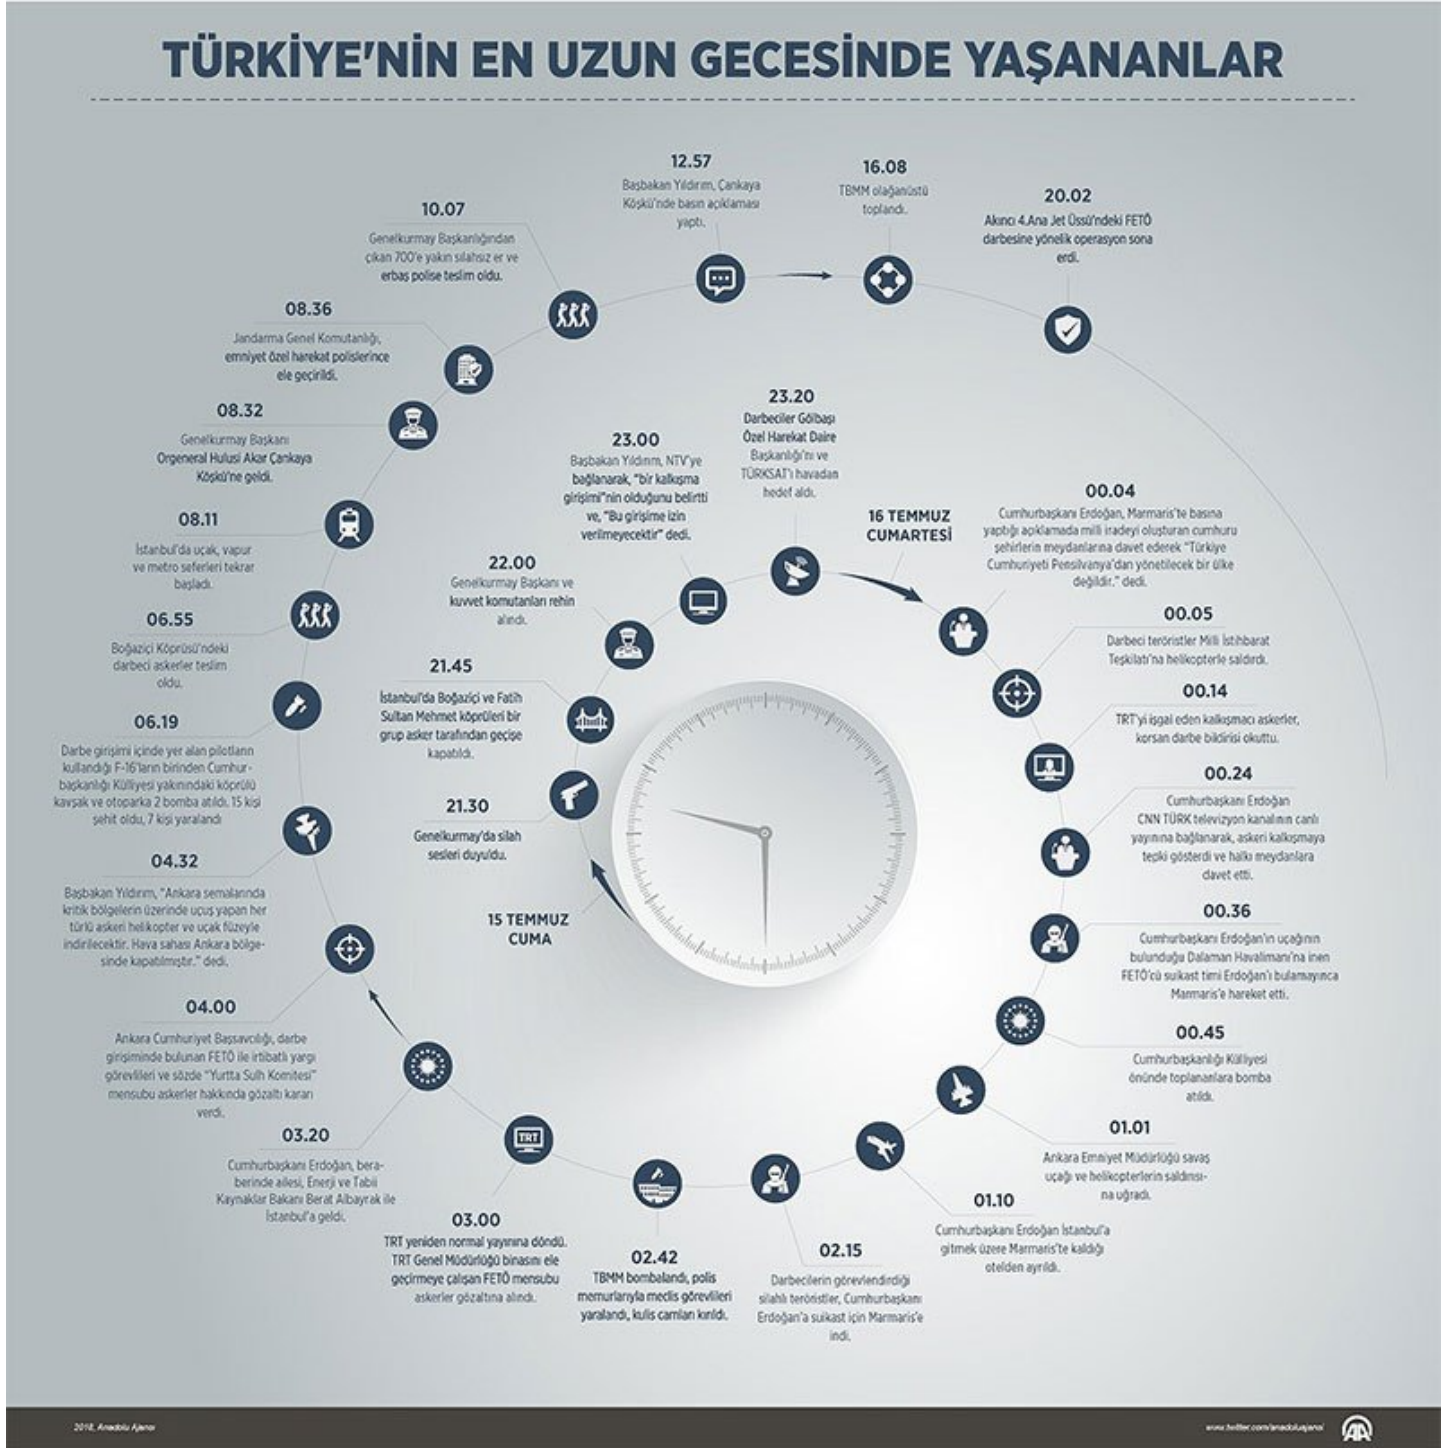 TÜRKİYE'NİN EN UZUN GECESİNDE YAŞANANLAR
15 TEMMUZ
CUMA
21.30
Genelkurmay'da silah
sesleri duyuldu.
21.45
İstanbul'da Boğaziçi ve Fatih
Sultan Mehmet köprüleri bir
grup asker tarafından geçişe
kapatıldı.
22.00
Genelkurmay Başkanı ve
kuvvet komutanları rehin
alındı.
23.00
Başbakan Yıldırım, NTV'ye
bağlanarak, "bir kalkışma
girişimi"nin olduğunu belirtti
ve, "Bu girişime izin
verilmeyecektir" dedi.
23.20
Darbeciler Gölbaşı
Özel Harekat Daire
Başkanlığı'nı ve
TÜRKSAT'ı havadan
hedef aldı.
16 TEMMUZ
CUMARTESİ
00.04
Cumhurbaşkanı Erdoğan, Marmaris'te basına
yaptığı açıklamada milli iradeyi oluşturan cumhuru
şehirlerin meydanlarına davet ederek "Türkiye
Cumhuriyeti Pensilvanya'dan yönetilecek bir ülke
değildir." dedi.
00.05
Darbeci teröristler Milli İstihbarat
Teşkilatı'na helikopterle saldırdı.
00.14
TRT'yi işgal eden kalkışmacı askerler,
korsan darbe bildirisi okuttu.
00.24
Cumhurbaşkanı Erdoğan
CNN TÜRK televizyon kanalının canlı
yayınına bağlanarak, askeri kalkışmaya
tepki gösterdi ve halkı meydanlara
davet etti.
00.36
Cumhurbaşkanı Erdoğan'ın uçağının
bulunduğu Dalaman Havalimanı'na inen
FETÖ'cü suikast timi Erdoğan'ı bulamayınca
Marmaris'e hareket etti.
00.45
Cumhurbaşkanlığı Külliyesi
önünde toplananlara bomba
atıldı.
01.01
Ankara Emniyet Müdürlüğü savaş
uçağı ve helikopterlerin saldırısı-
na uğradı.
01.10
Cumhurbaşkanı Erdoğan İstanbul'a
gitmek üzere Marmaris'te kaldığı
otelden ayrıldı.
02.15
Darbecilerin görevlendirdiği
silahlı teröristler, Cumhurbaşkanı
Erdoğan'a suikast için Marmaris'e
indi.
02.42
TBMM bombalandı, polis
memurlarıyla meclis görevlileri
yaralandı, kulis camları kırıldı.
TRT
03.00
TRT yeniden normal yayınına döndü.
TRT Genel Müdürlüğü binasını ele
geçirmeye çalışan FETÖ mensubu
askerler gözaltına alındı.
03.20
Cumhurbaşkanı Erdoğan, bera-
berinde ailesi, Enerji ve Tabii
Kaynaklar Bakanı Berat Albayrak ile
İstanbul'a geldi.
04.00
Ankara Cumhuriyet Başsavcılığı, darbe
girişiminde bulunan FETÖ ile irtibatlı yargı
görevlileri ve sözde "Yurtta Sulh Komitesi"
mensubu askerler hakkında gözaltı kararı
verdi.
04.32
Başbakan Yıldırım, "Ankara semalarında
kritik bölgelerin üzerinde uçuş yapan her
türlü askeri helikopter ve uçak füzeyle
indirilecektir. Hava sahası Ankara bölge-
sinde kapatılmıştır." dedi.
06.19
Darbe girişimi içinde yer alan pilotların
kullandığı F-16'ların birinden Cumhur-
başkanlığı Külliyesi yakınındaki köprülü
kavşak ve otoparka 2 bomba atıldı. 15 kişi
şehit oldu, 7 kişi yaralandı
06.55
Boğaziçi Köprüsü'ndeki
darbeci askerler teslim
oldu.
08.11
İstanbul'da uçak, vapur
ve metro seferleri tekrar
başladı.
08.32
Genelkurmay Başkanı
Orgeneral Hulusi Akar Çankaya
Köşkü'ne geldi.
08.36
Jandarma Genel Komutanlığı,
emniyet özel harekat polislerince
ele geçirildi.
10.07
Genelkurmay Başkanlığından
çıkan 700'e yakın silahsız er ve
erbaş polise teslim oldu.
12.57
Başbakan Yıldırım, Çankaya
Köşkü'nde basın açıklaması
yaptı.
16.08
TBMM olağanüstü
toplandı.
20.02
Akıncı 4.Ana Jet Üssü'ndeki FETÖ
darbesine yönelik operasyon sona
erdi.
2018, Anadolu Ajansı
www.twitter.com/anadoluajansi
AA